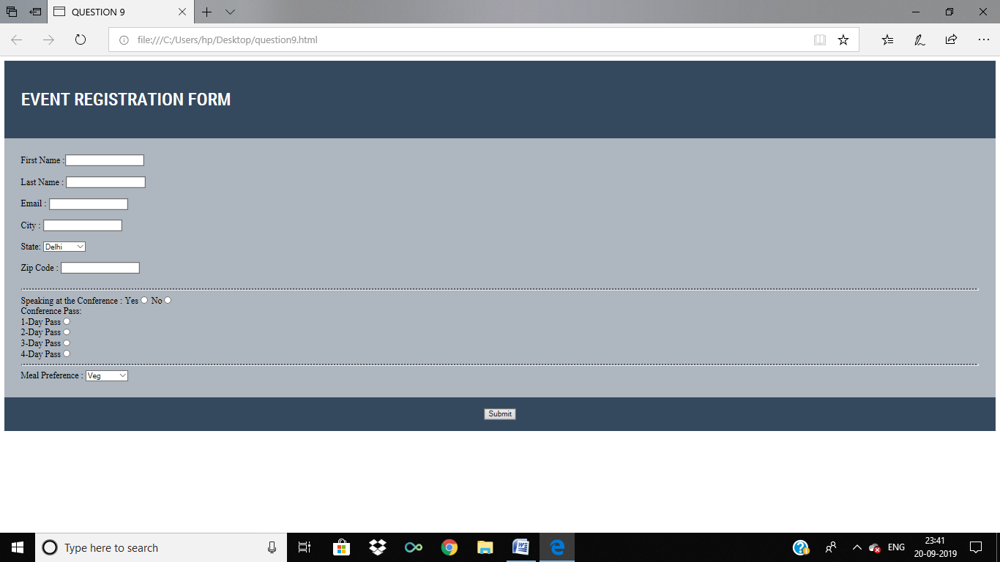 QUESTION 9
file:///C:/Users/hp/Desktop/question9.html
EVENT REGISTRATION FORM
First Name :
Last Name :
Email :
City :
State: Delhi
Zip Code :
Speaking at the Conference : Yes No
Conference Pass:
1-Day Pass
2-Day Pass
3-Day Pass
4-Day Pass
Meal Preference : Veg
Submit
Type here to search
ENG
23:41
20-09-2019